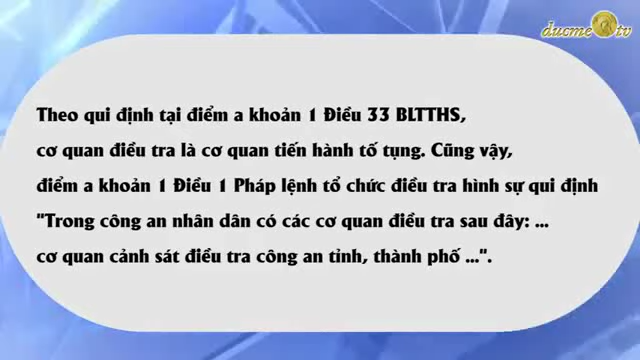 ducme tv
Theo qui định tại điểm a khoản 1 Điều 33 BLTTHS,
cơ quan điều tra là cơ quan tiến hành tố tụng. Cũng vậy,
điểm a khoản 1 Điều 1 Pháp lệnh tổ chức điều tra hình sự qui định
"Trong công an nhân dân có các cơ quan điều tra sau đây: ...
cơ quan cảnh sát điều tra công an tỉnh, thành phố ...".